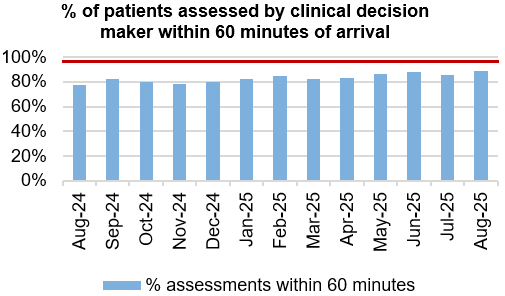 % of patients assessed by clinical decision
maker within 60 minutes of arrival
100%
80%
60%
40%
20%
0%
Aug-24
Sep-24
Oct-24
Nov-24
Dec-24
Jan-25
Feb-25
Mar-25
Apr-25
May-25
Jun-25
Jul-25
Aug-25
% assessments within 60 minutes